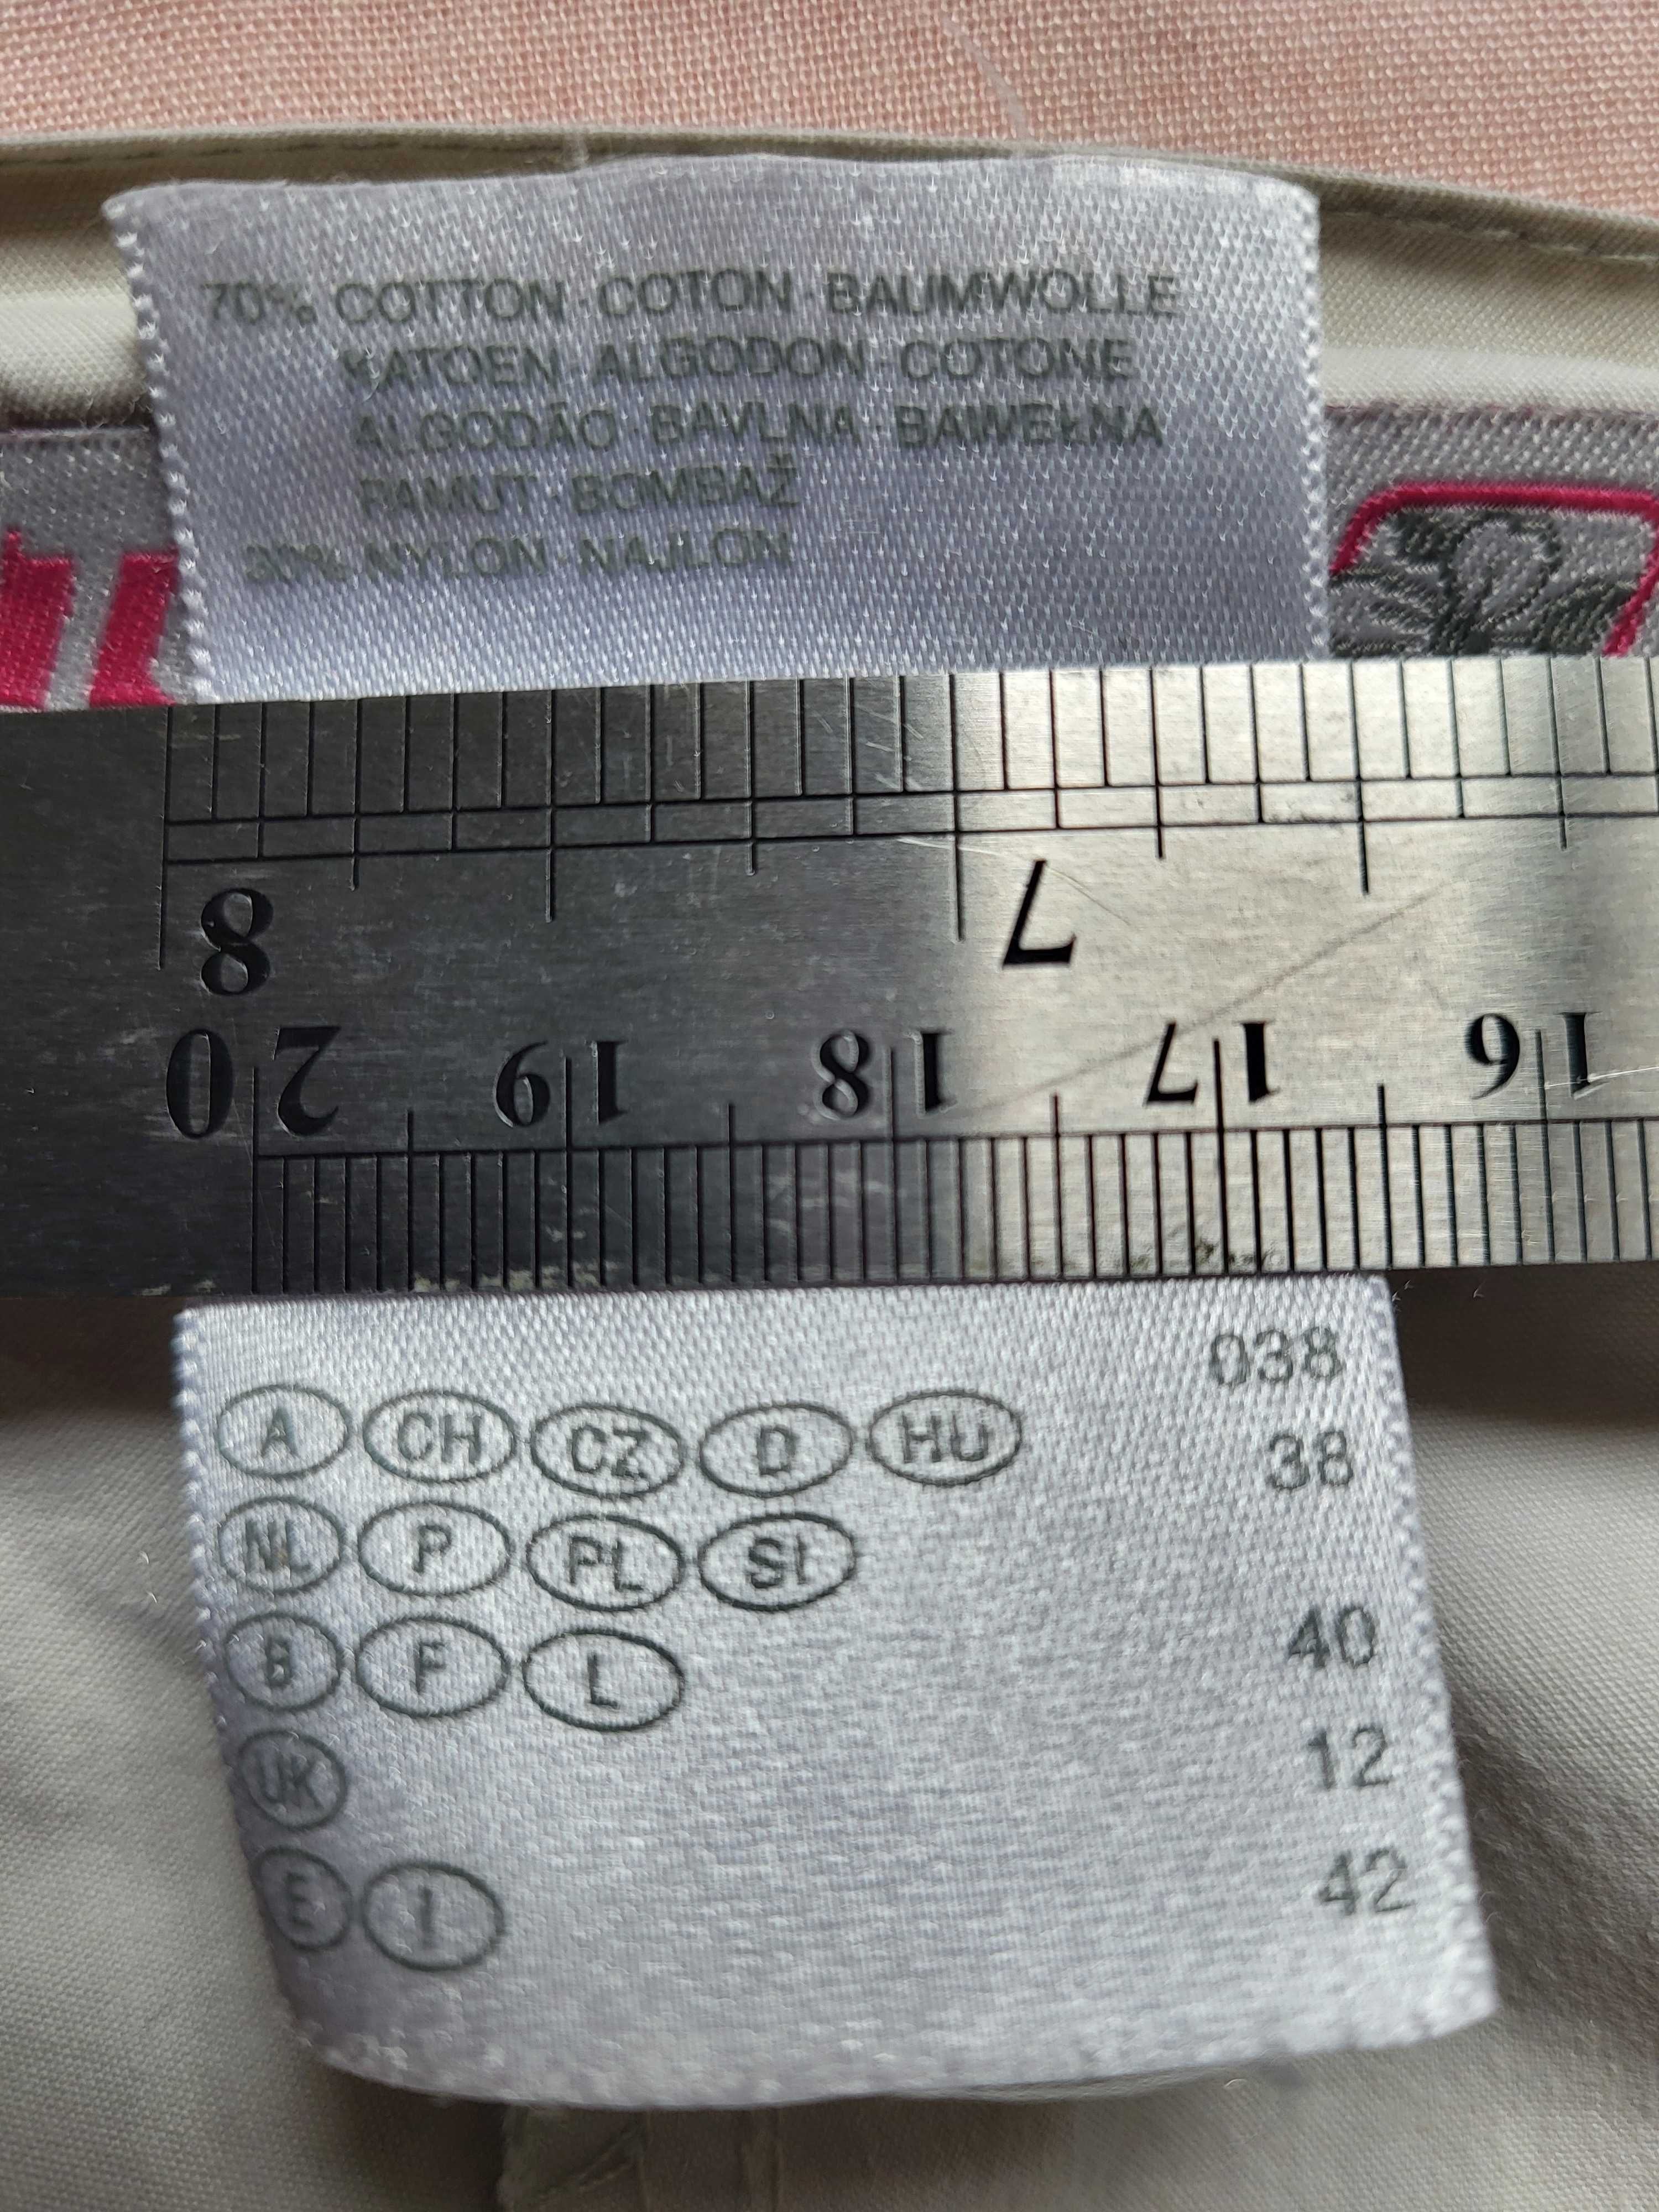 70% COTTON · COTON · BAUMWOLLE
KATOEN · ALGODON · COTONE
ALGODÃO · BAVLNA · BAWEŁNA
PAMUT · BOMBAŽ
30% NYLON · NAJLON
8 7
20 19 18 17 16
038
A CH CZ D HU 38
NL P PL SI
B F L 40
UK 12
E I 42